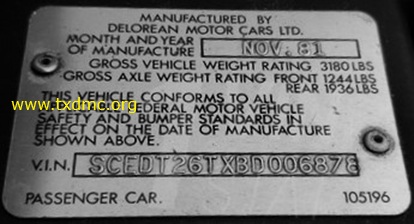 MANUFACTURED BY
DELOREAN MOTOR CARS LTD.
MONTH AND YEAR
OF MANUFACTURE NOV. 81
GROSS VEHICLE WEIGHT RATING 3180 LBS
GROSS AXLE WEIGHT RATING FRONT 1244 LBS
REAR 1936 LBS
THIS VEHICLE CONFORMS TO ALL
www.txdmc.org
FEDERAL MOTOR VEHICLE
SAFETY AND BUMPER STANDARDS IN
EFFECT ON THE DATE OF MANUFACTURE
SHOWN ABOVE.
V.I.N. SCEDT26TXBD006878
PASSENGER CAR. 105196